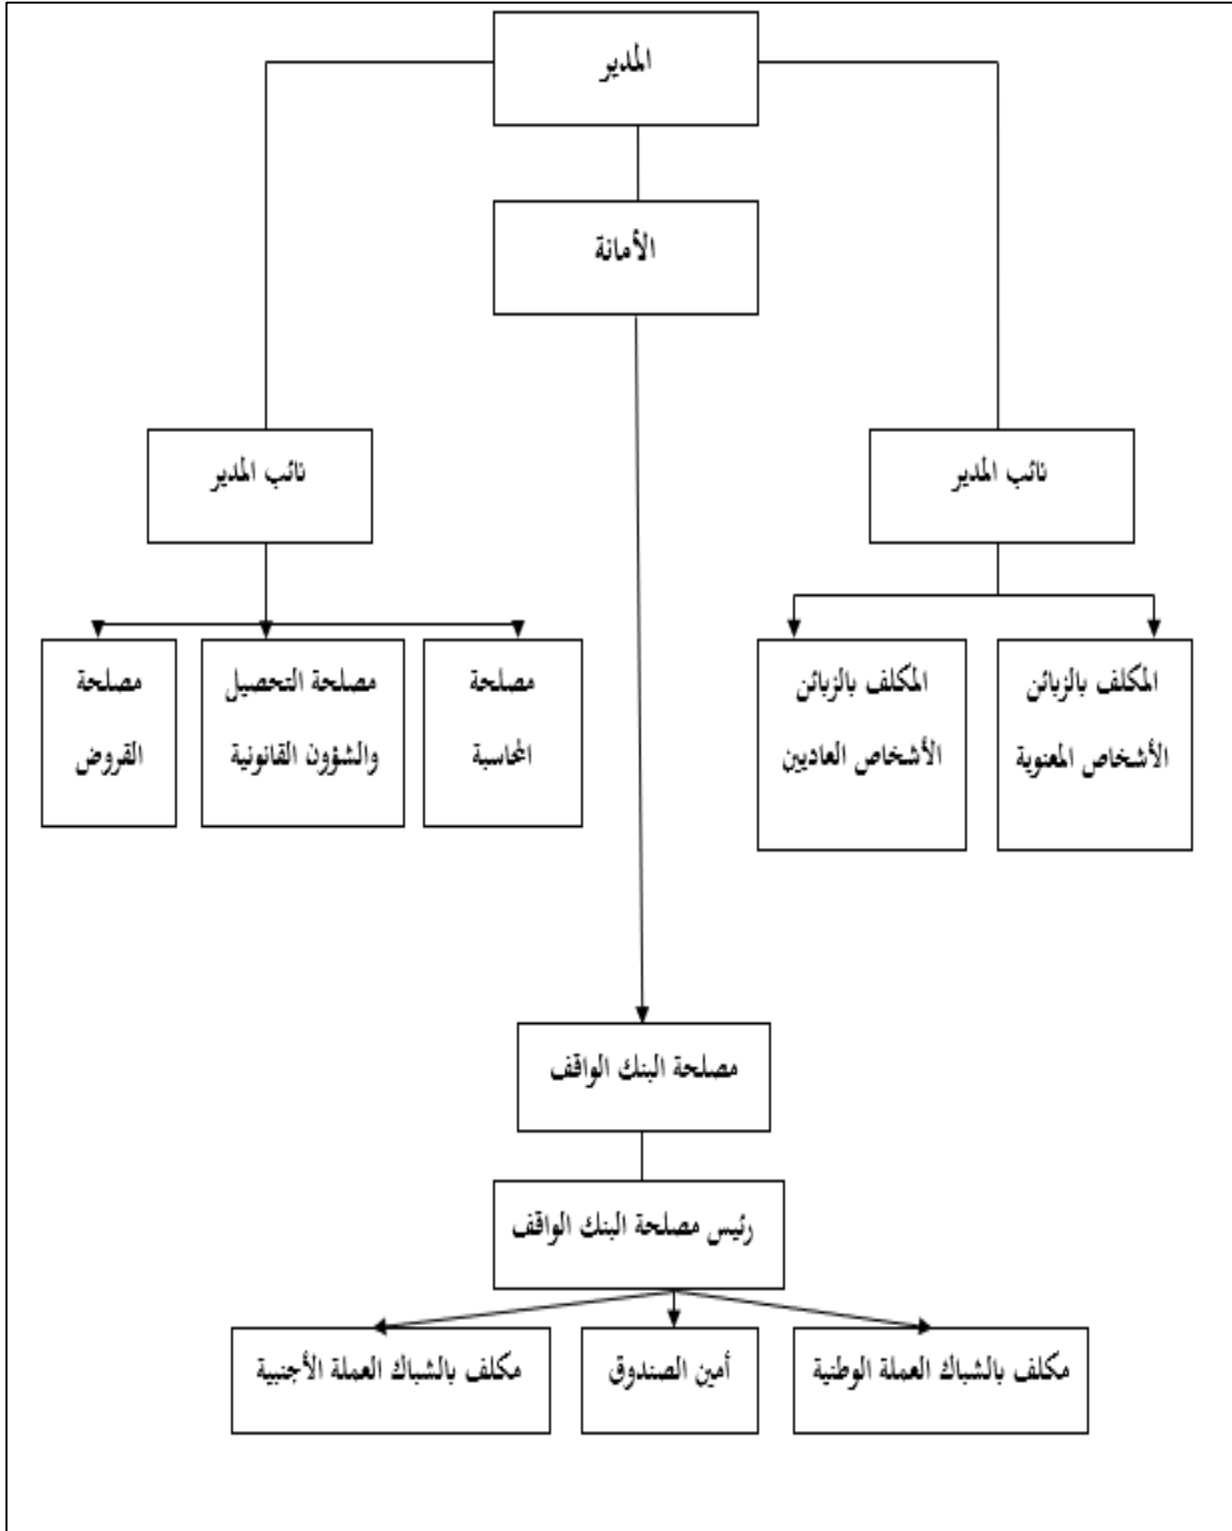 المدير
الأمانة
نائب المدير
نائب المدير
المكلف بالزبائن
الأشخاص المعنوية
المكلف بالزبائن
الأشخاص العاديين
مصلحة
المحاسبة
مصلحة التحصيل
والشؤون القانونية
مصلحة
القروض
مصلحة البنك الواقف
رئيس مصلحة البنك الواقف
مكلف بالشباك العملة الوطنية
أمين الصندوق
مكلف بالشباك العملة الأجنبية